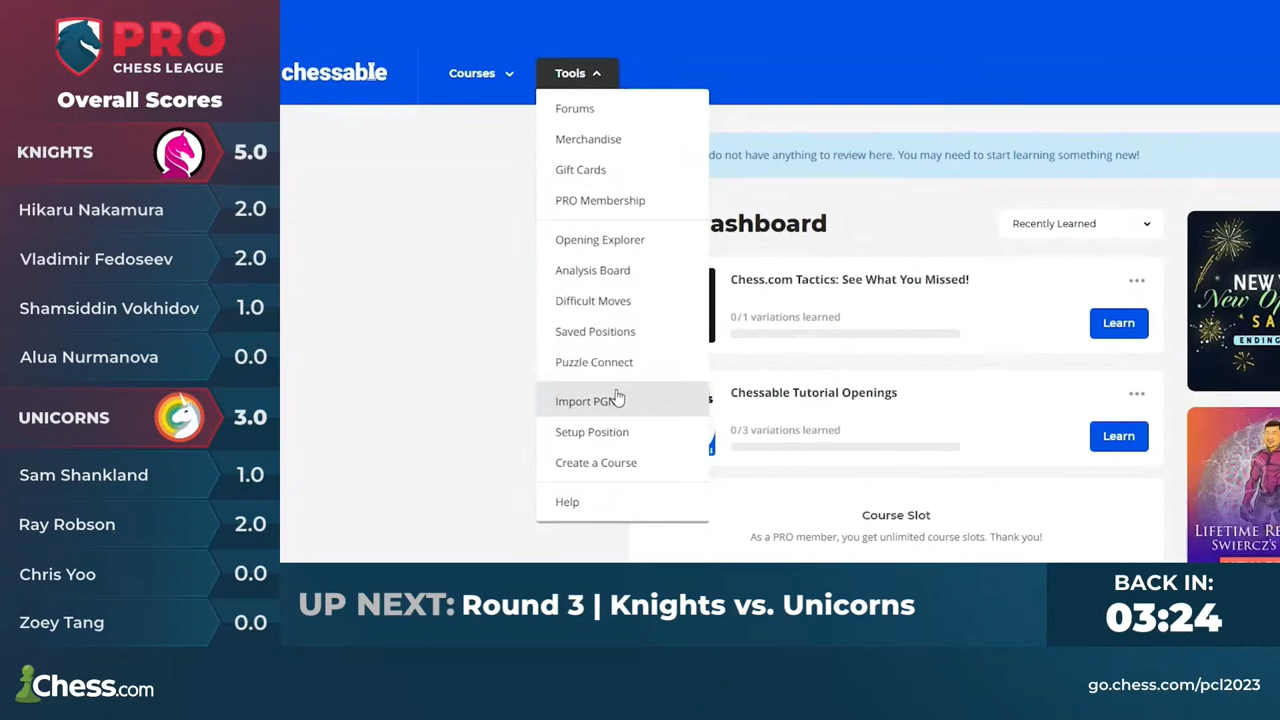 PRO
CHESS LEAGUE
Overall Scores
KNIGHTS 5.0
Hikaru Nakamura 2.0
Vladimir Fedoseev 2.0
Shamsiddin Vokhidov 1.0
Alua Nurmanova 0.0
UNICORNS 3.0
Sam Shankland 1.0
Ray Robson 2.0
Chris Yoo 0.0
Zoey Tang 0.0
Chess.com
chessable
Courses
Tools
Forums
Merchandise
Gift Cards
PRO Membership
Opening Explorer
Analysis Board
Difficult Moves
Saved Positions
Puzzle Connect
Import PGN
Setup Position
Create a Course
Help
do not have anything to review here. You may need to start learning something new!
ashboard
Recently Learned
Chess.com Tactics: See What You Missed!
0/1 variations learned
Learn
Chessable Tutorial Openings
0/3 variations learned
Learn
Course Slot
As a PRO member, you get unlimited course slots. Thank you!
NEW
New O
SA
ENDING
LIFETIME RE
SWIERCZ'S
UP NEXT: Round 3 | Knights vs. Unicorns
BACK IN:
03:24
go.chess.com/pcl2023